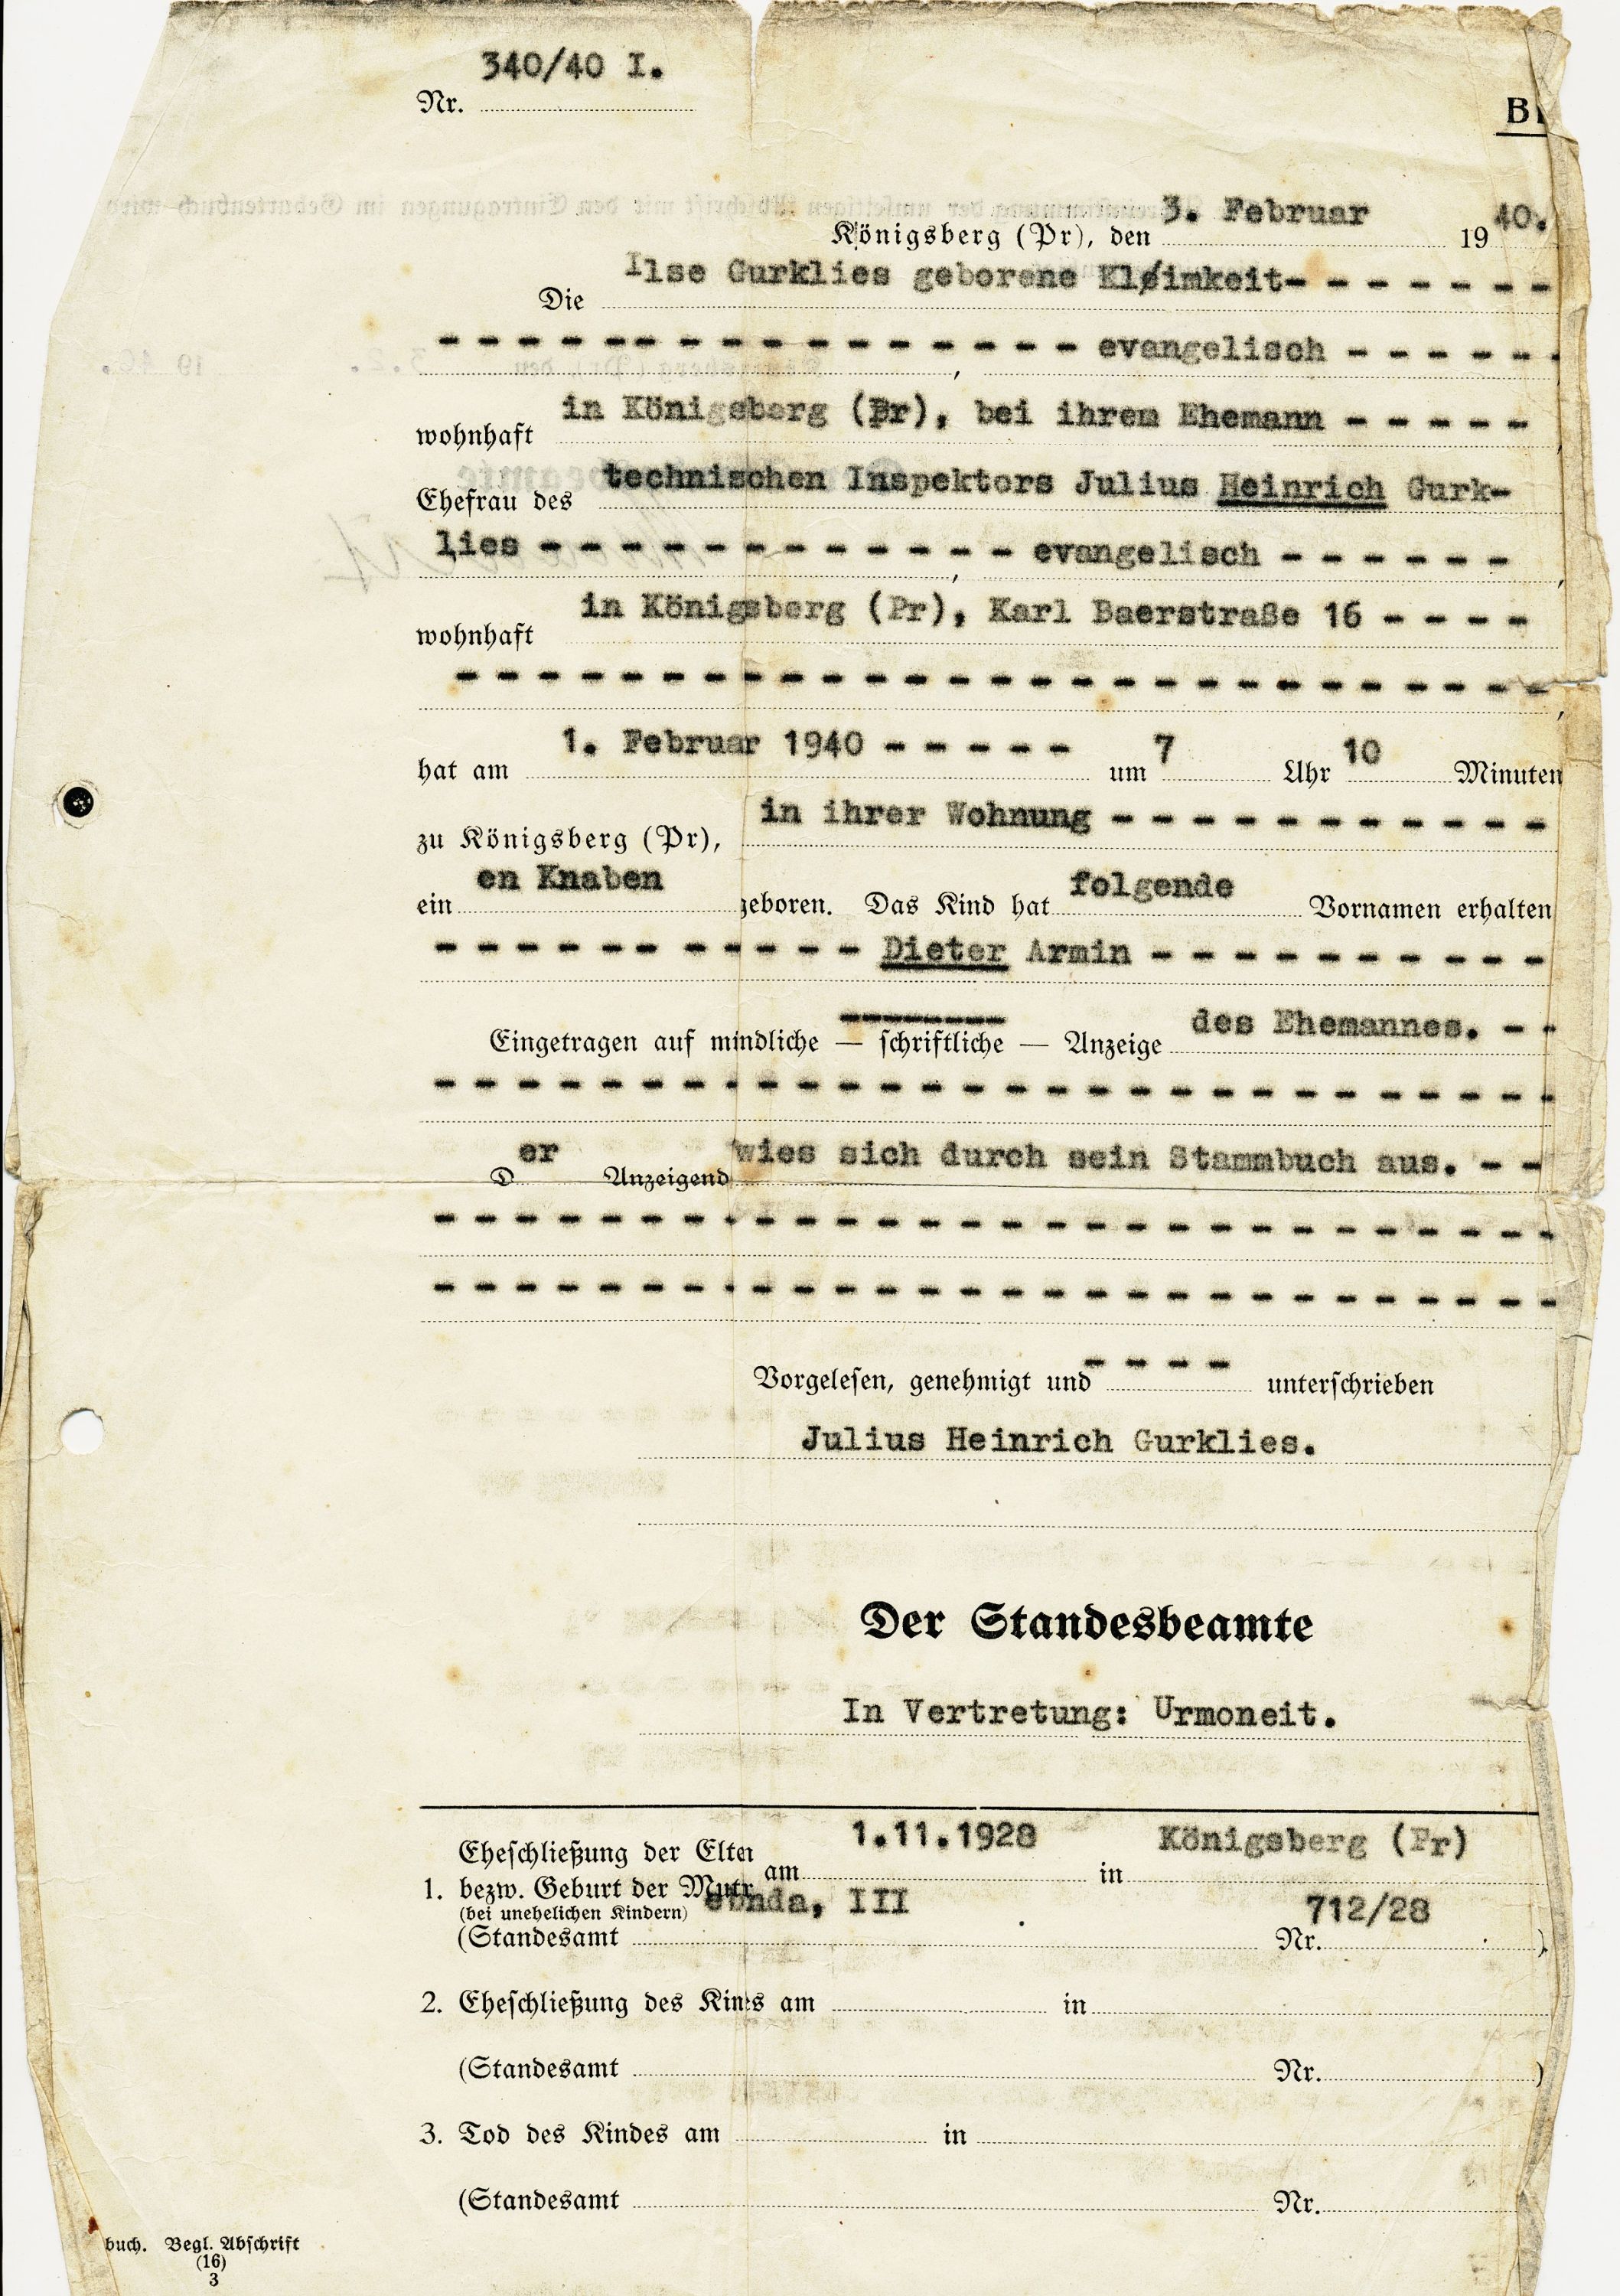 340/40 I.
Nr.
B
3. Februar 40.
Königsberg (Pr), den 19
Ilse Gurklies geborene Kleimkeit- - - - - - -
Die
- - - - - - - - - - - - - - - - evangelisch - - - - -
,
in Königsberg (Pr), bei ihrem Ehemann - - - - -
wohnhaft
technischen Inspektors Julius Heinrich Gurk-
Ehefrau des
lies - - - - - - - - - - - - evangelisch - - - - - -
, ,
in Königsberg (Pr), Karl Baerstraße 16 - - - -
wohnhaft
- - - - - - - - - - - - - - - - - - - - - - - - - - -
,
1. Februar 1940 - - - - - 7 10
hat am um Uhr Minuten
in ihrer Wohnung - - - - - - - - - - -
zu Königsberg (Pr),
en Knaben folgende
ein geboren. Das Kind hat Vornamen erhalten
- - - - - - - - - - - Dieter Armin - - - - - - - - - -
des Ehemannes. - -
Eingetragen auf mündliche — schriftliche — Anzeige
- - - - - - - - - - - - - - - - - - - - - - - - - - - -
er wies sich durch sein Stammbuch aus. - -
D Anzeigend
- - - - - - - - - - - - - - - - - - - - - - - - - - - -
- - - - - - - - - - - - - - - - - - - - - - - - - - - -
- - - -
Vorgelesen, genehmigt und unterschrieben
Julius Heinrich Gurklies.
Der Standesbeamte
In Vertretung: Urmoneit.
1.11.1928 Königsberg (Pr)
Eheschließung der Elter
am in
1. bezw. Geburt der Mutr
(bei unehelichen Kindern) ebnda, III 712/28
(Standesamt Nr. )
2. Eheschließung des Kindes am in
(Standesamt Nr. )
3. Tod des Kindes am in
(Standesamt Nr.
buch. Begl. Abschrift
(16)
3